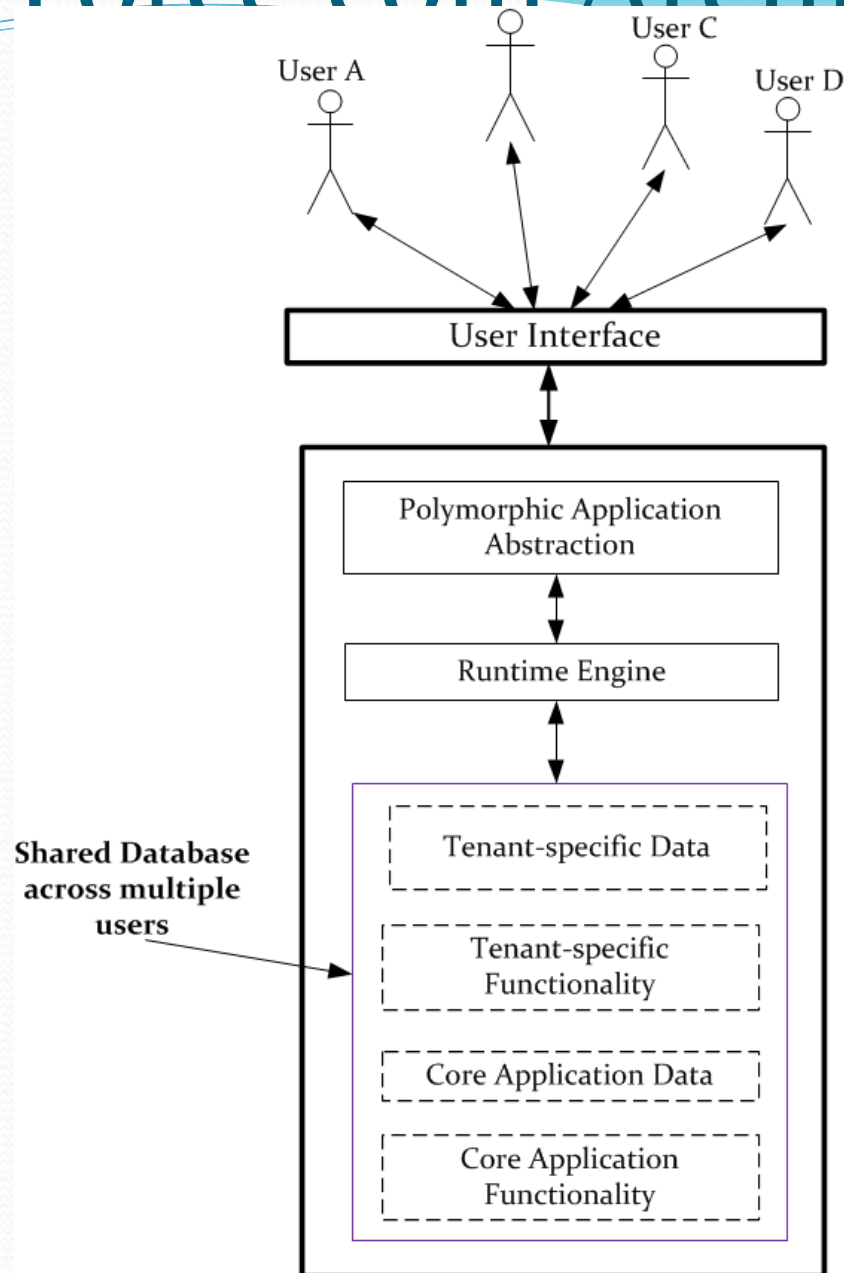 User A
User C
User D
User Interface
Polymorphic Application
Abstraction
Runtime Engine
Shared Database
across multiple
users
Tenant-specific Data
Tenant-specific
Functionality
Core Application Data
Core Application
Functionality